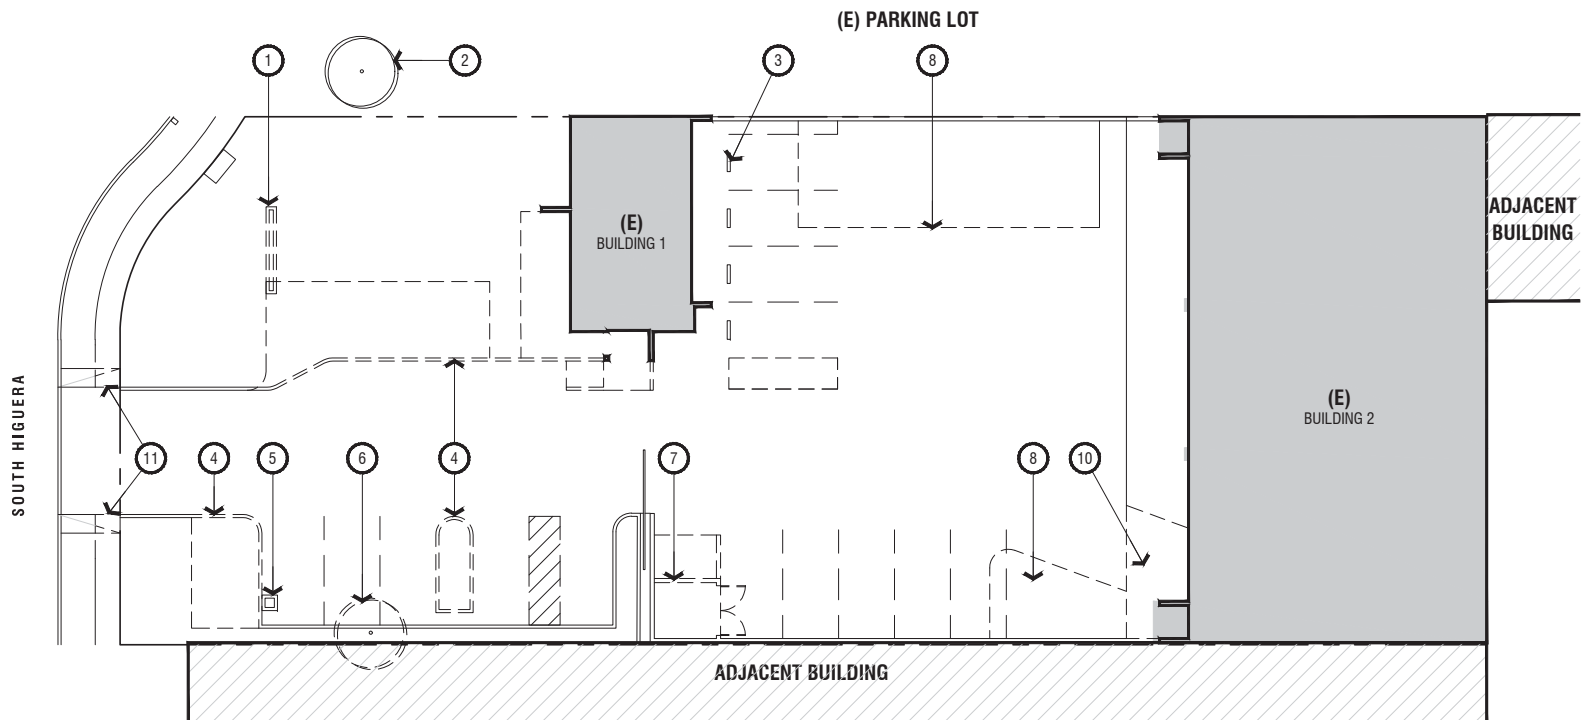 (E) PARKING LOT
1
2
3
8
(E)
BUILDING 1
ADJACENT
BUILDING
SOUTH HIGUERA
(E)
BUILDING 2
11
4
5
6
4
7
8
10
ADJACENT BUILDING